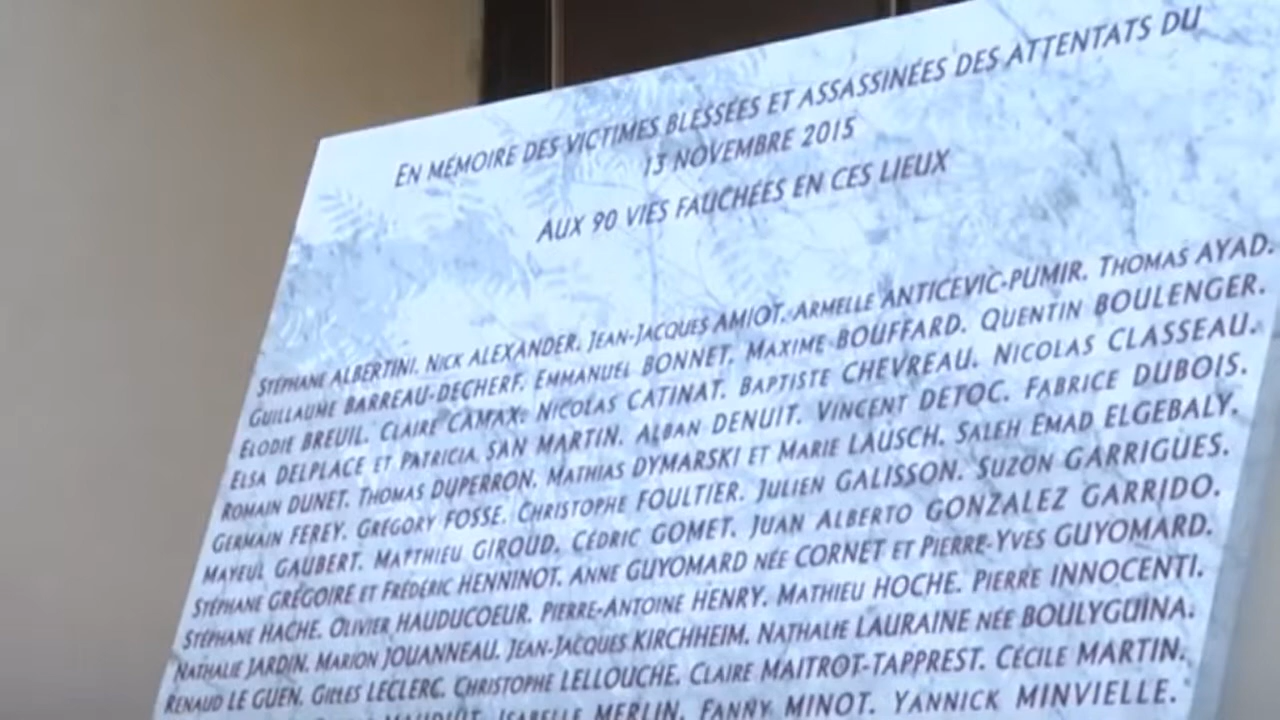 EN MÉMOIRE DES VICTIMES BLESSÉES ET ASSASSINÉES DES ATTENTATS DU
13 NOVEMBRE 2015
AUX 90 VIES FAUCHÉES EN CES LIEUX
STÉPHANE ALBERTINI. NICK ALEXANDER. JEAN-JACQUES AMIOT. ARMELLE ANTICEVIC-PUMIR. THOMAS AYAD.
GUILLAUME BARREAU-DECHERF. EMMANUEL BONNET. MAXIME BOUFFARD. QUENTIN BOULENGER.
ELODIE BREUIL. CLAIRE CAMAX. NICOLAS CATINAT. BAPTISTE CHEVREAU. NICOLAS CLASSEAU.
ELSA DELPLACE ET PATRICIA SAN MARTIN. ALBAN DENUIT. VINCENT DETOC. FABRICE DUBOIS.
ROMAIN DUNET. THOMAS DUPERRON. MATHIAS DYMARSKI ET MARIE LAUSCH. SALEH EMAD ELGEBALY.
GERMAIN FEREY. GRÉGORY FOSSE. CHRISTOPHE FOULTIER. JULIEN GALISSON. SUZON GARRIGUES.
MAYEUL GAUBERT. MATTHIEU GIROUD. CÉDRIC GOMET. JUAN ALBERTO GONZALEZ GARRIDO.
STÉPHANE GRÉGOIRE ET FRÉDÉRIC HENNINOT. ANNE GUYOMARD NÉE CORNET ET PIERRE-YVES GUYOMARD.
STÉPHANE HACHE. OLIVIER HAUDUCOEUR. PIERRE-ANTOINE HENRY. MATHIEU HOCHE. PIERRE INNOCENTI.
NATHALIE JARDIN. MARION JOUANNEAU. JEAN-JACQUES KIRCHHEIM. NATHALIE LAURAINE NÉE BOULYGUINA.
RENAUD LE GUEN. GILLES LECLERC. CHRISTOPHE LELLOUCHE. CLAIRE MAITROT-TAPPREST. CÉCILE MARTIN.
ISABELLE MERLIN. FANNY MINOT. YANNICK MINVIELLE.